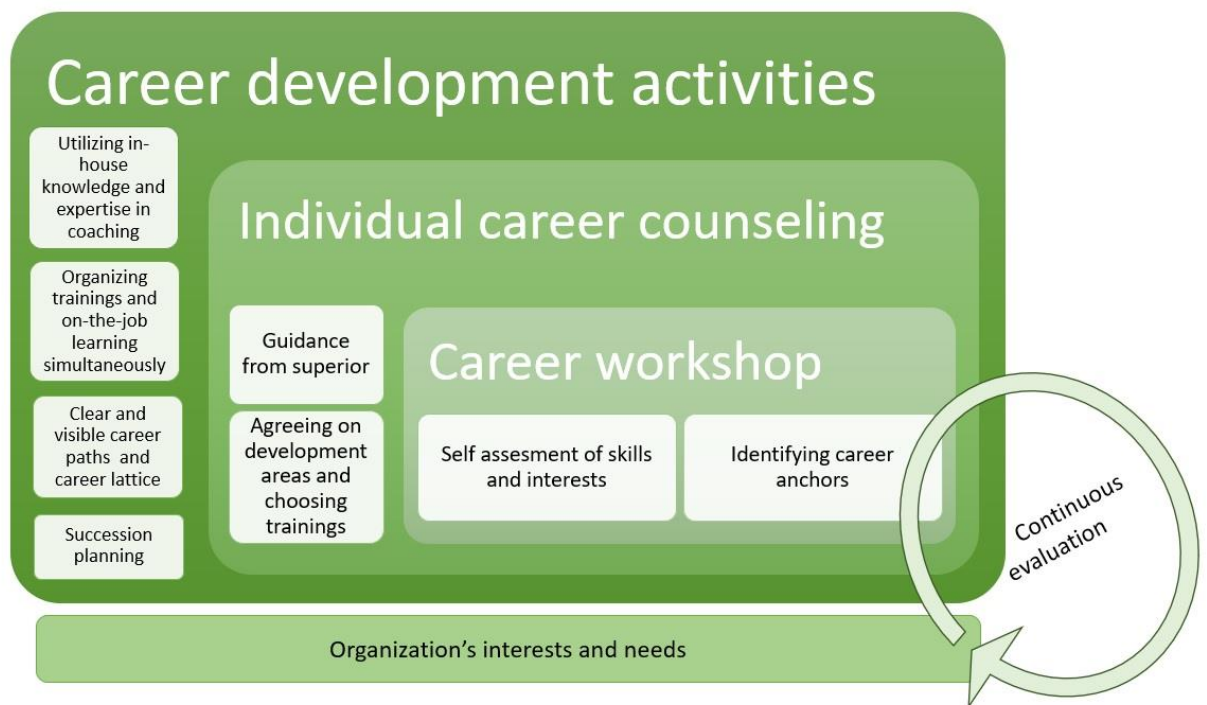 Career development activities
Utilizing in-
house
knowledge and
expertise in
coaching
Organizing
trainings and
on-the-job
learning
simultaneously
Clear and
visible career
paths and
career lattice
Succession
planning
Individual career counseling
Guidance
from superior
Agreeing on
development
areas and
choosing
trainings
Career workshop
Self assesment of skills
and interests
Identifying career
anchors
Continuous
evaluation
Organization’s interests and needs